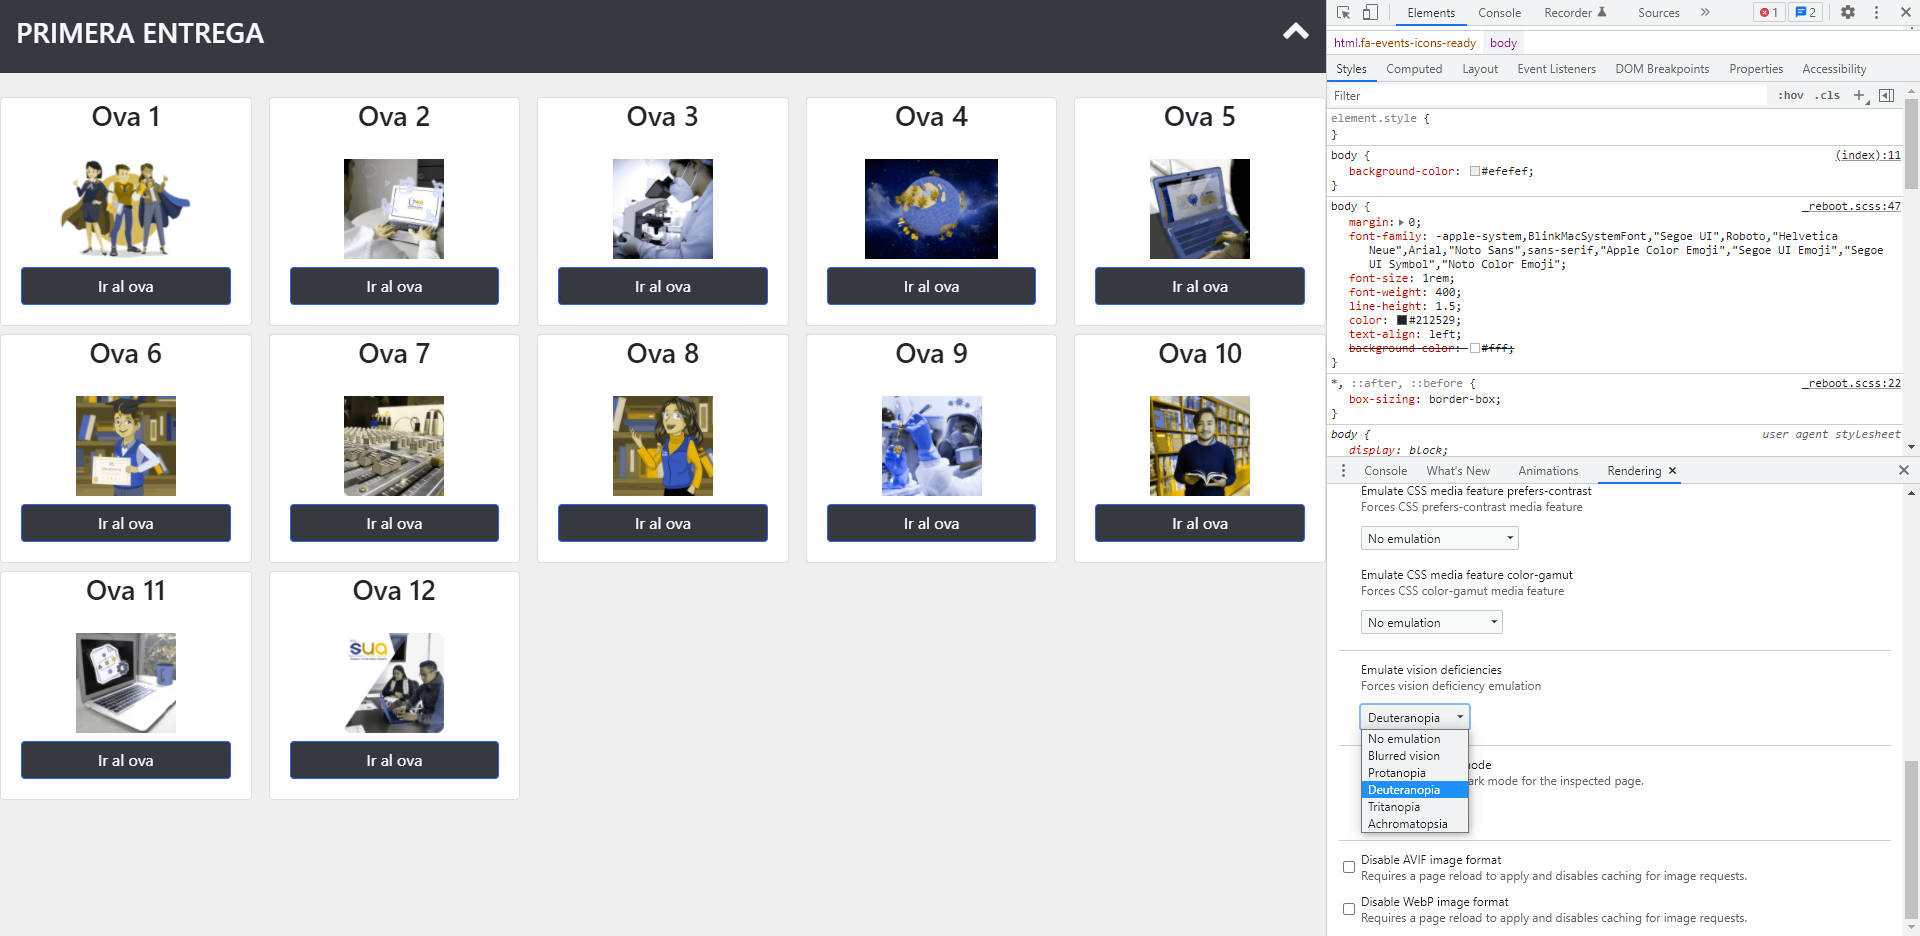 PRIMERA ENTREGA
Ova 1
Ir al ova
Ova 2
Ir al ova
Ova 3
Ir al ova
Ova 4
Ir al ova
Ova 5
Ir al ova
Ova 6
Ir al ova
Ova 7
Ir al ova
Ova 8
Ir al ova
Ova 9
Ir al ova
Ova 10
Ir al ova
Ova 11
Ir al ova
Ova 12
sua
Ir al ova
Elements Console Recorder Sources » 1 2
html.fa-events-icons-ready body
Styles Computed Layout Event Listeners DOM Breakpoints Properties Accessibility
Filter :hov .cls +
element.style {
}
body { (index):11
background-color: #efefef;
}
body { _reboot.scss:47
margin: 0;
font-family: -apple-system,BlinkMacSystemFont,"Segoe UI",Roboto,"Helvetica
Neue",Arial,"Noto Sans",sans-serif,"Apple Color Emoji","Segoe UI Emoji","Segoe
UI Symbol","Noto Color Emoji";
font-size: 1rem;
font-weight: 400;
line-height: 1.5;
color: #212529;
text-align: left;
background-color: #fff;
}
*, ::after, ::before { _reboot.scss:22
box-sizing: border-box;
}
body { user agent stylesheet
display: block;
Console What's New Animations Rendering
Emulate CSS media feature prefers-contrast
Forces CSS prefers-contrast media feature
No emulation
Emulate CSS media feature color-gamut
Forces CSS color-gamut media feature
No emulation
Emulate vision deficiencies
Forces vision deficiency emulation
Deuteranopia
No emulation
Blurred vision
Protanopia
Deuteranopia
Tritanopia
Achromatopsia
mode for the inspected page.
Disable AVIF image format
Requires a page reload to apply and disables caching for image requests.
Disable WebP image format
Requires a page reload to apply and disables caching for image requests.